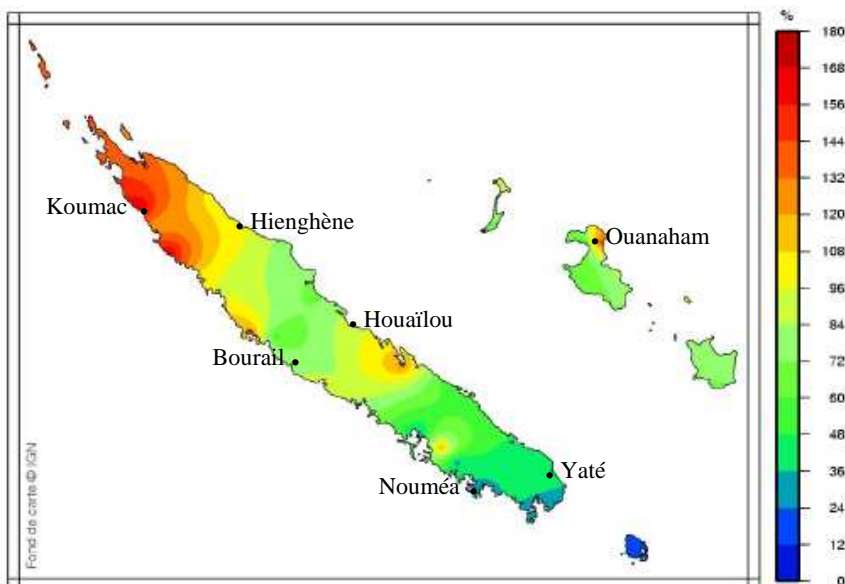 %
180
168
156
144
132
120
108
96
84
72
60
48
36
24
12
0
Koumac
Hienghène
Ouanaham
Houaïlou
Bourail
Yaté
Nouméa
Fond de carte © IGN